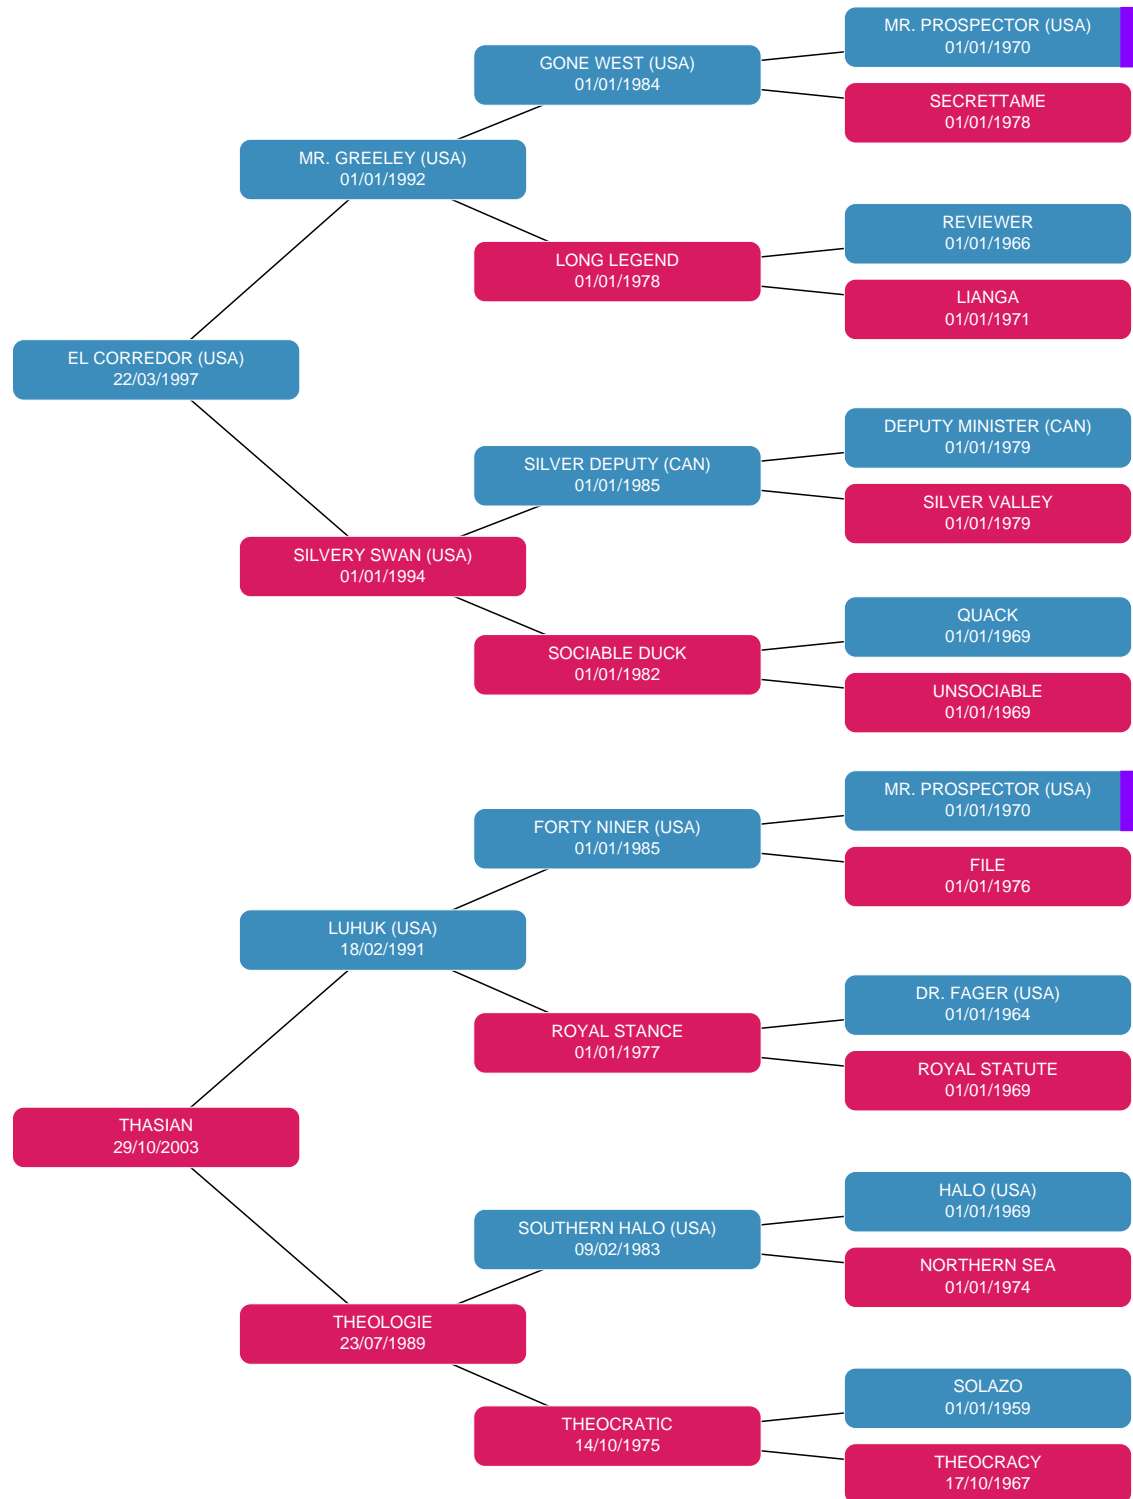 MR. PROSPECTOR (USA)
01/01/1970
GONE WEST (USA)
01/01/1984
SECRETTAME
01/01/1978
MR. GREELEY (USA)
01/01/1992
REVIEWER
01/01/1966
LONG LEGEND
01/01/1978
LIANGA
01/01/1971
EL CORREDOR (USA)
22/03/1997
DEPUTY MINISTER (CAN)
01/01/1979
SILVER DEPUTY (CAN)
01/01/1985
SILVER VALLEY
01/01/1979
SILVERY SWAN (USA)
01/01/1994
QUACK
01/01/1969
SOCIABLE DUCK
01/01/1982
UNSOCIABLE
01/01/1969
MR. PROSPECTOR (USA)
01/01/1970
FORTY NINER (USA)
01/01/1985
FILE
01/01/1976
LUHUK (USA)
18/02/1991
DR. FAGER (USA)
01/01/1964
ROYAL STANCE
01/01/1977
ROYAL STATUTE
01/01/1969
THASIAN
29/10/2003
HALO (USA)
01/01/1969
SOUTHERN HALO (USA)
09/02/1983
NORTHERN SEA
01/01/1974
THEOLOGIE
23/07/1989
SOLAZO
01/01/1959
THEOCRATIC
14/10/1975
THEOCRACY
17/10/1967